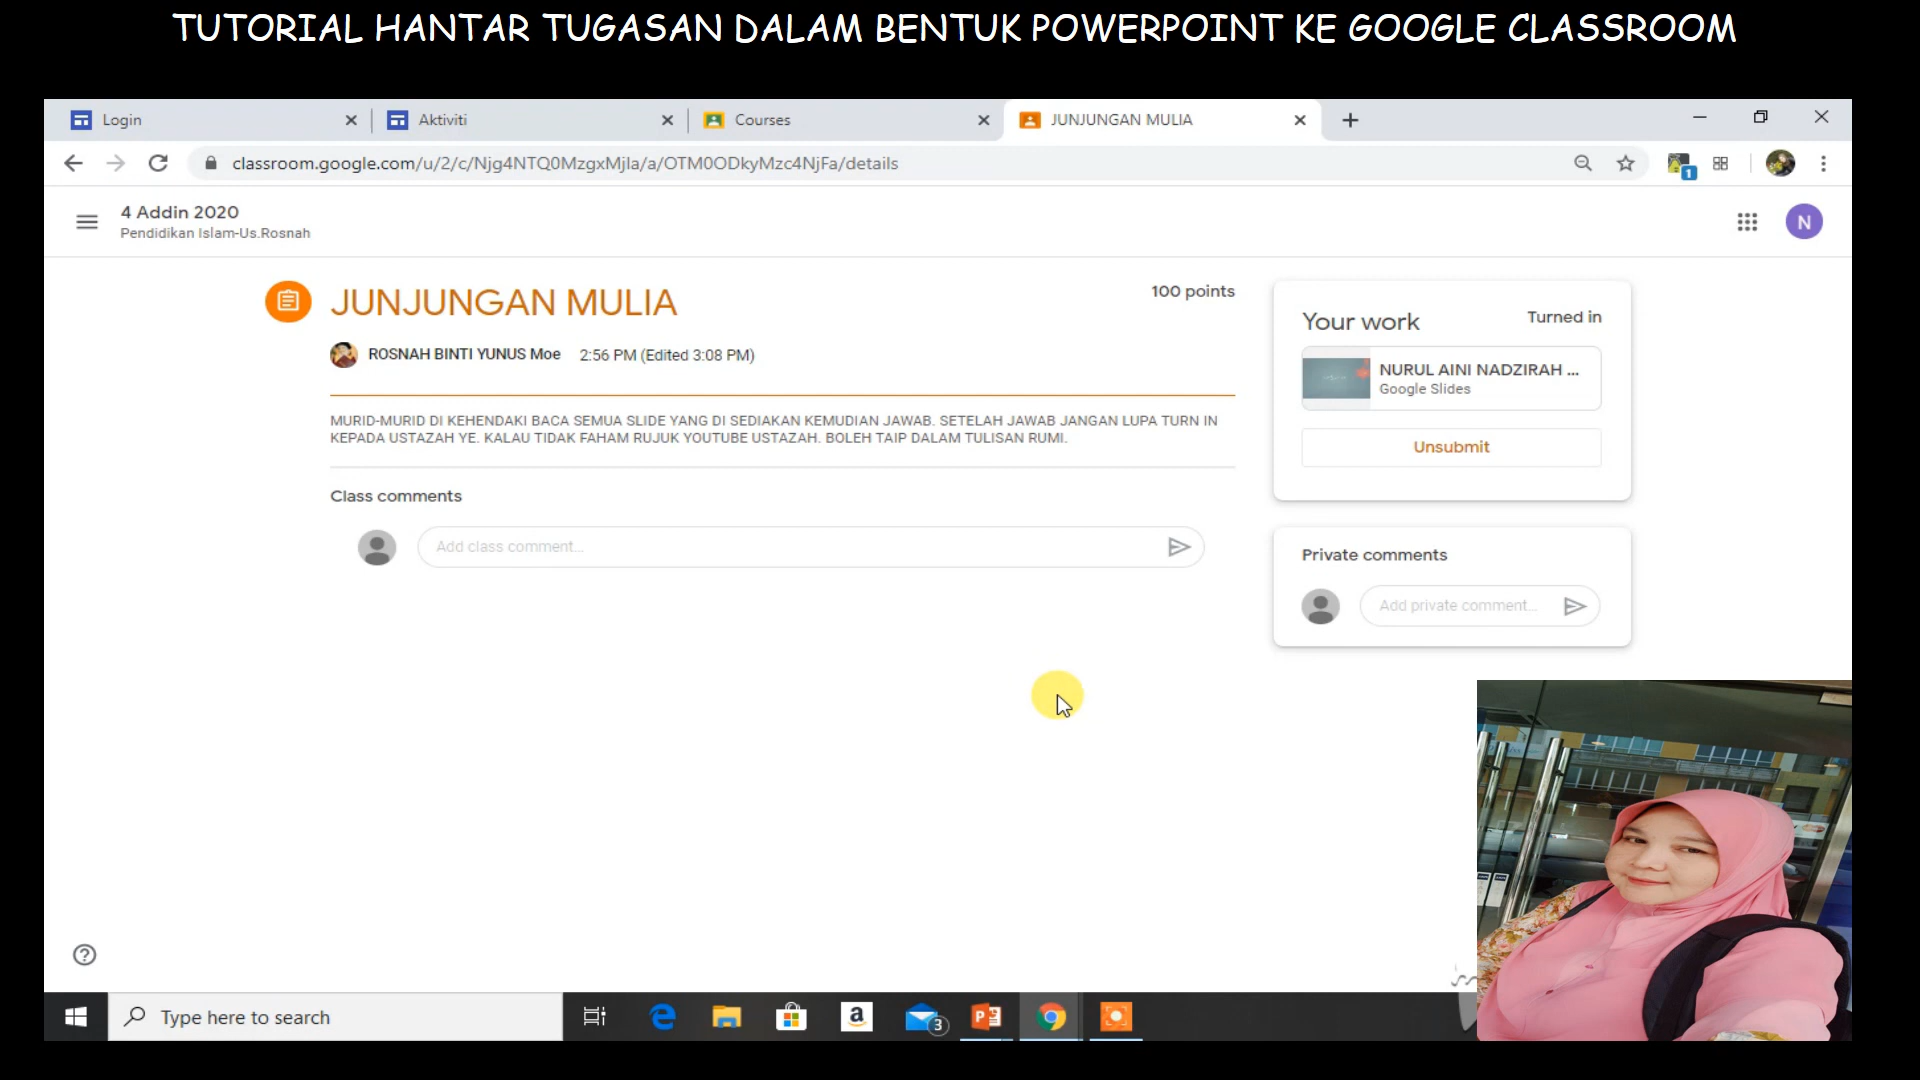 TUTORIAL HANTAR TUGASAN DALAM BENTUK POWERPOINT KE GOOGLE CLASSROOM
Login
Aktiviti
Courses
JUNJUNGAN MULIA
classroom.google.com/u/2/c/Njg4NTQ0MzgxMjla/a/OTM0ODkyMzc4NjFa/details
1
4 Addin 2020
Pendidikan Islam-Us.Rosnah
N
JUNJUNGAN MULIA
100 points
ROSNAH BINTI YUNUS Moe 2:56 PM (Edited 3:08 PM)
MURID-MURID DI KEHENDAKI BACA SEMUA SLIDE YANG DI SEDIAKAN KEMUDIAN JAWAB. SETELAH JAWAB JANGAN LUPA TURN IN
KEPADA USTAZAH YE. KALAU TIDAK FAHAM RUJUK YOUTUBE USTAZAH. BOLEH TAIP DALAM TULISAN RUMI.
Class comments
Add class comment...
Your work
Turned in
NURUL AINI NADZIRAH ...
Google Slides
Unsubmit
Private comments
Add private comment...
Type here to search
3